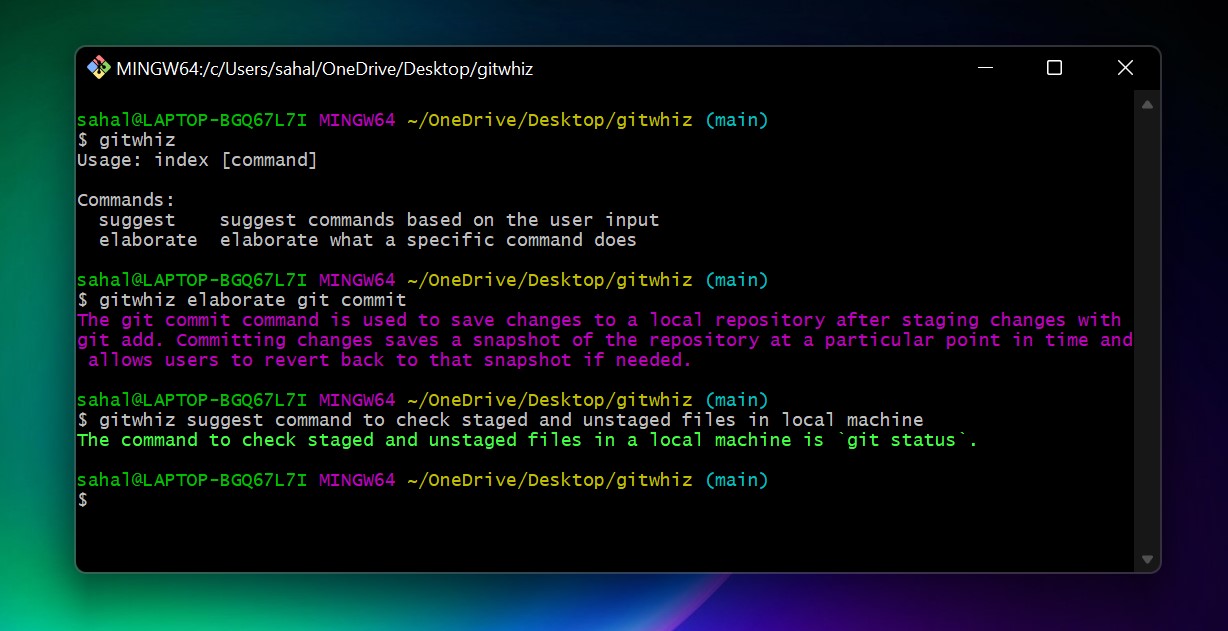 MINGW64:/c/Users/sahal/OneDrive/Desktop/gitwhiz
sahal@LAPTOP-BGQ67L7I MINGW64 ~/OneDrive/Desktop/gitwhiz (main)
$ gitwhiz
Usage: index [command]
Commands:
  suggest    suggest commands based on the user input
  elaborate  elaborate what a specific command does
sahal@LAPTOP-BGQ67L7I MINGW64 ~/OneDrive/Desktop/gitwhiz (main)
$ gitwhiz elaborate git commit
The git commit command is used to save changes to a local repository after staging changes with
git add. Committing changes saves a snapshot of the repository at a particular point in time and
 allows users to revert back to that snapshot if needed.
sahal@LAPTOP-BGQ67L7I MINGW64 ~/OneDrive/Desktop/gitwhiz (main)
$ gitwhiz suggest command to check staged and unstaged files in local machine
The command to check staged and unstaged files in a local machine is `git status`.
sahal@LAPTOP-BGQ67L7I MINGW64 ~/OneDrive/Desktop/gitwhiz (main)
$